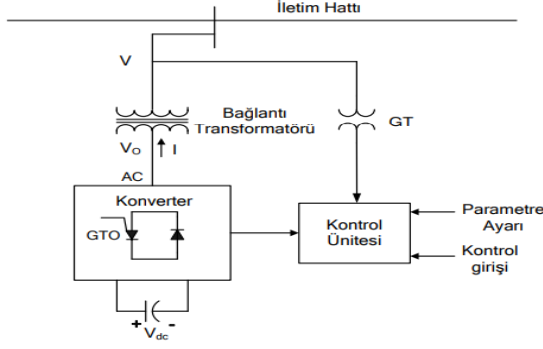 İletim Hattı
V
Bağlantı
Transformatörü
GT
Vo
I
AC
Konverter
GTO
Kontrol
Ünitesi
Parametre
Ayarı
Kontrol
girişi
+ -
Vdc